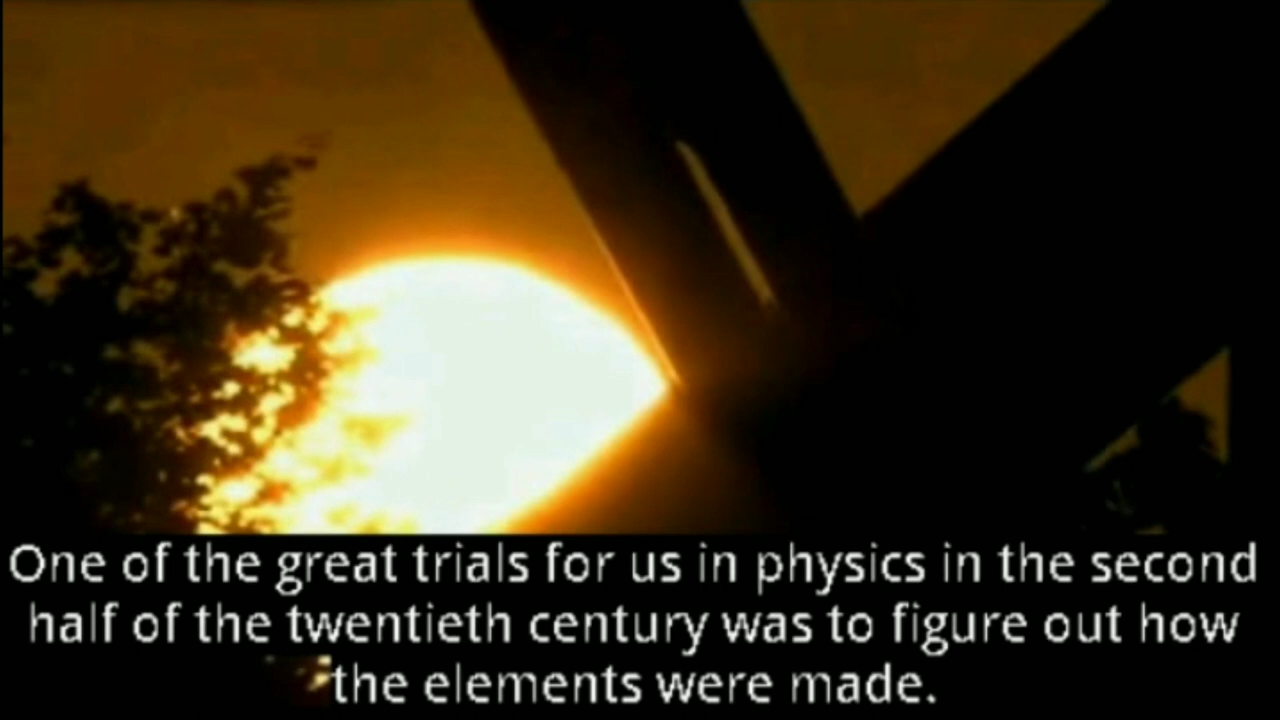 One of the great trials for us in physics in the second
half of the twentieth century was to figure out how
the elements were made.